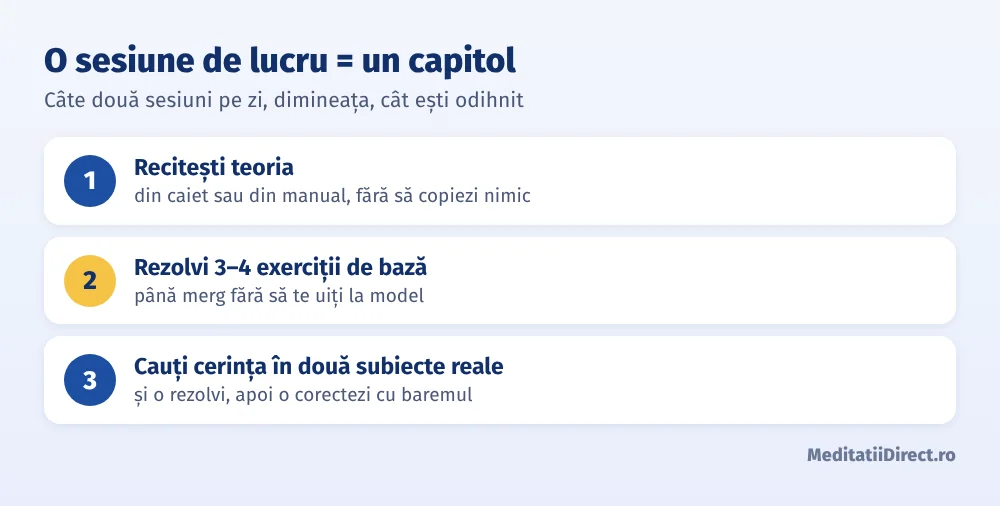 O sesiune de lucru = un capitol
Câte două sesiuni pe zi, dimineața, cât ești odihnit
1
Recitești teoria
din caiet sau din manual, fără să copiezi nimic
2
Rezolvi 3–4 exerciții de bază
până merg fără să te uiți la model
3
Cauți cerința în două subiecte reale
și o rezolvi, apoi o corectezi cu baremul
MeditatiiDirect.ro